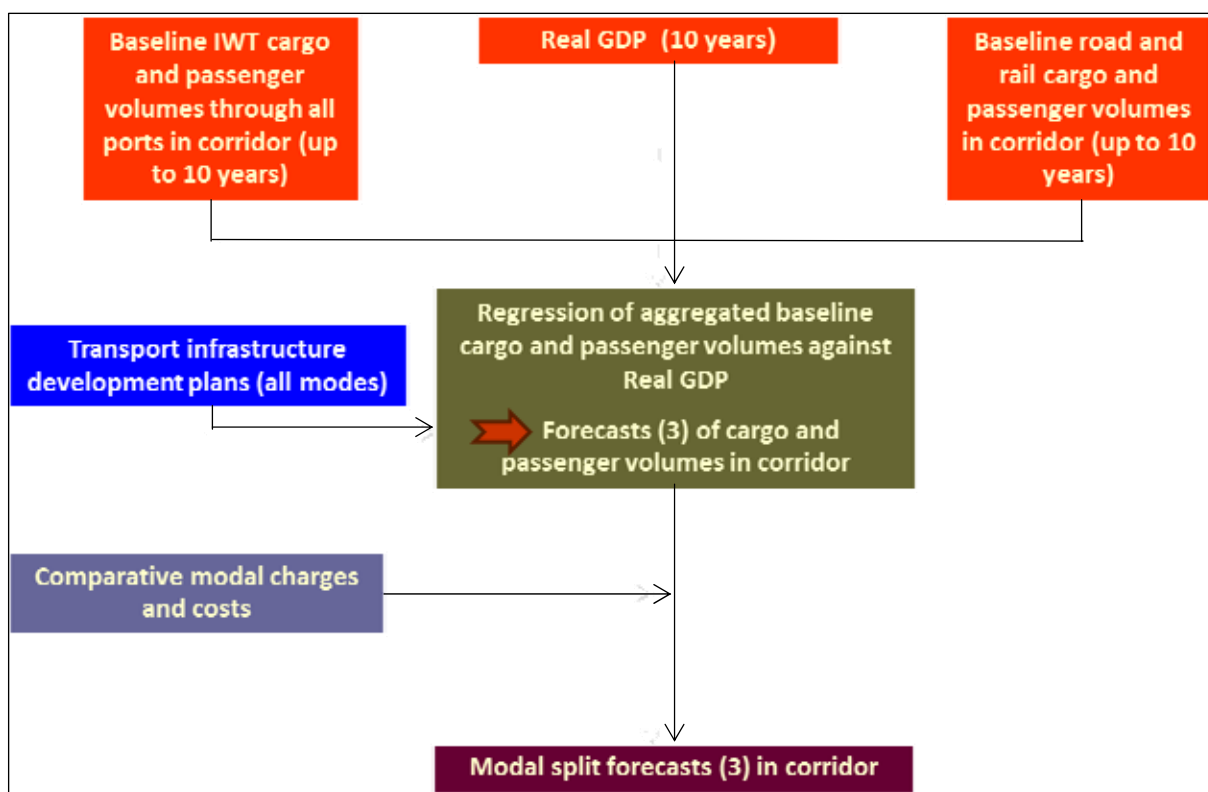 Baseline IWT cargo
and passenger
volumes through all
ports in corridor (up
to 10 years)
Real GDP (10 years)
Baseline road and
rail cargo and
passenger volumes
in corridor (up to 10
years)
Regression of aggregated baseline
cargo and passenger volumes against
Real GDP
Forecasts (3) of cargo and
passenger volumes in corridor
Transport infrastructure
development plans (all modes)
Comparative modal charges
and costs
Modal split forecasts (3) in corridor